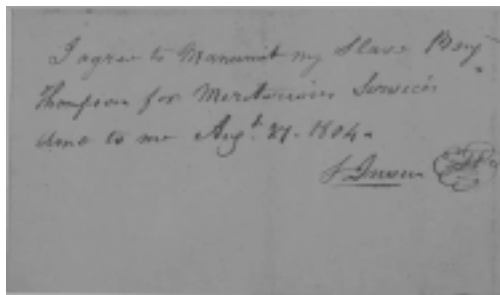 I agree to Manumit my Slave Benj
Thompson for Meritorious Services
done to me Augt. 27. 1804.